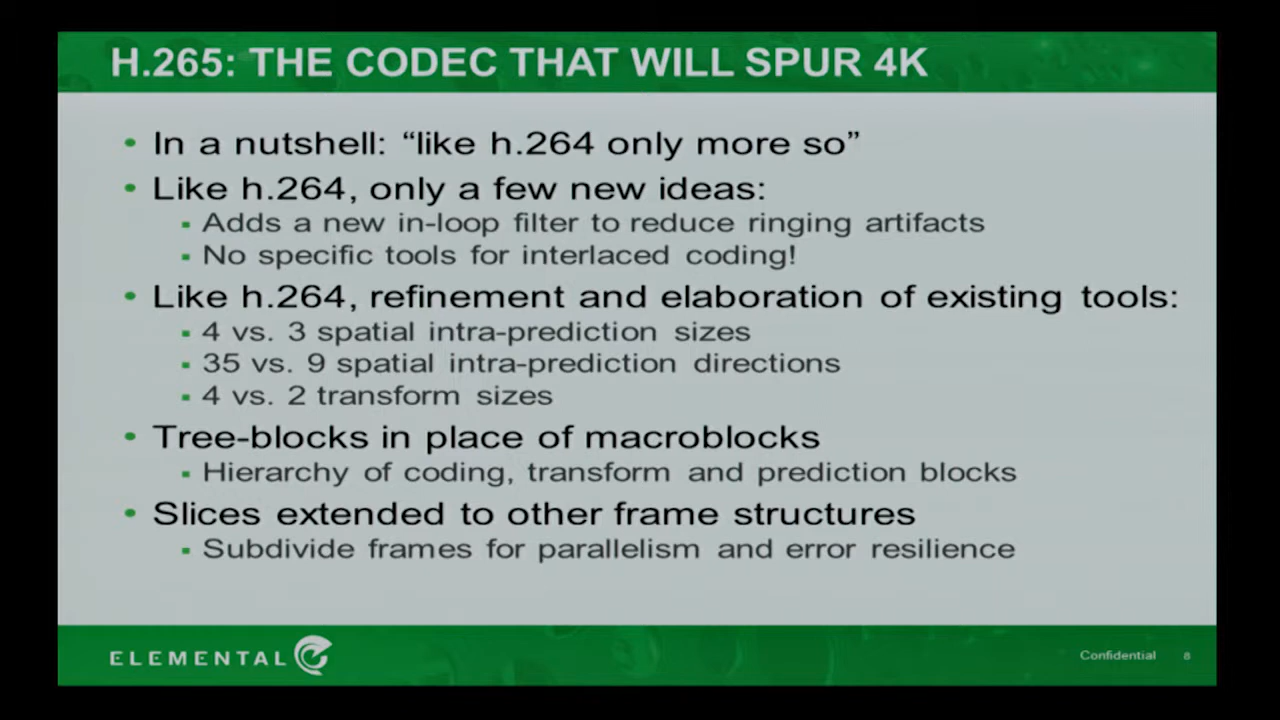 H.265: THE CODEC THAT WILL SPUR 4K
• In a nutshell: “like h.264 only more so”
• Like h.264, only a few new ideas:
▪ Adds a new in-loop filter to reduce ringing artifacts
▪ No specific tools for interlaced coding!
• Like h.264, refinement and elaboration of existing tools:
▪ 4 vs. 3 spatial intra-prediction sizes
▪ 35 vs. 9 spatial intra-prediction directions
▪ 4 vs. 2 transform sizes
• Tree-blocks in place of macroblocks
▪ Hierarchy of coding, transform and prediction blocks
• Slices extended to other frame structures
▪ Subdivide frames for parallelism and error resilience
ELEMENTAL
Confidential 8